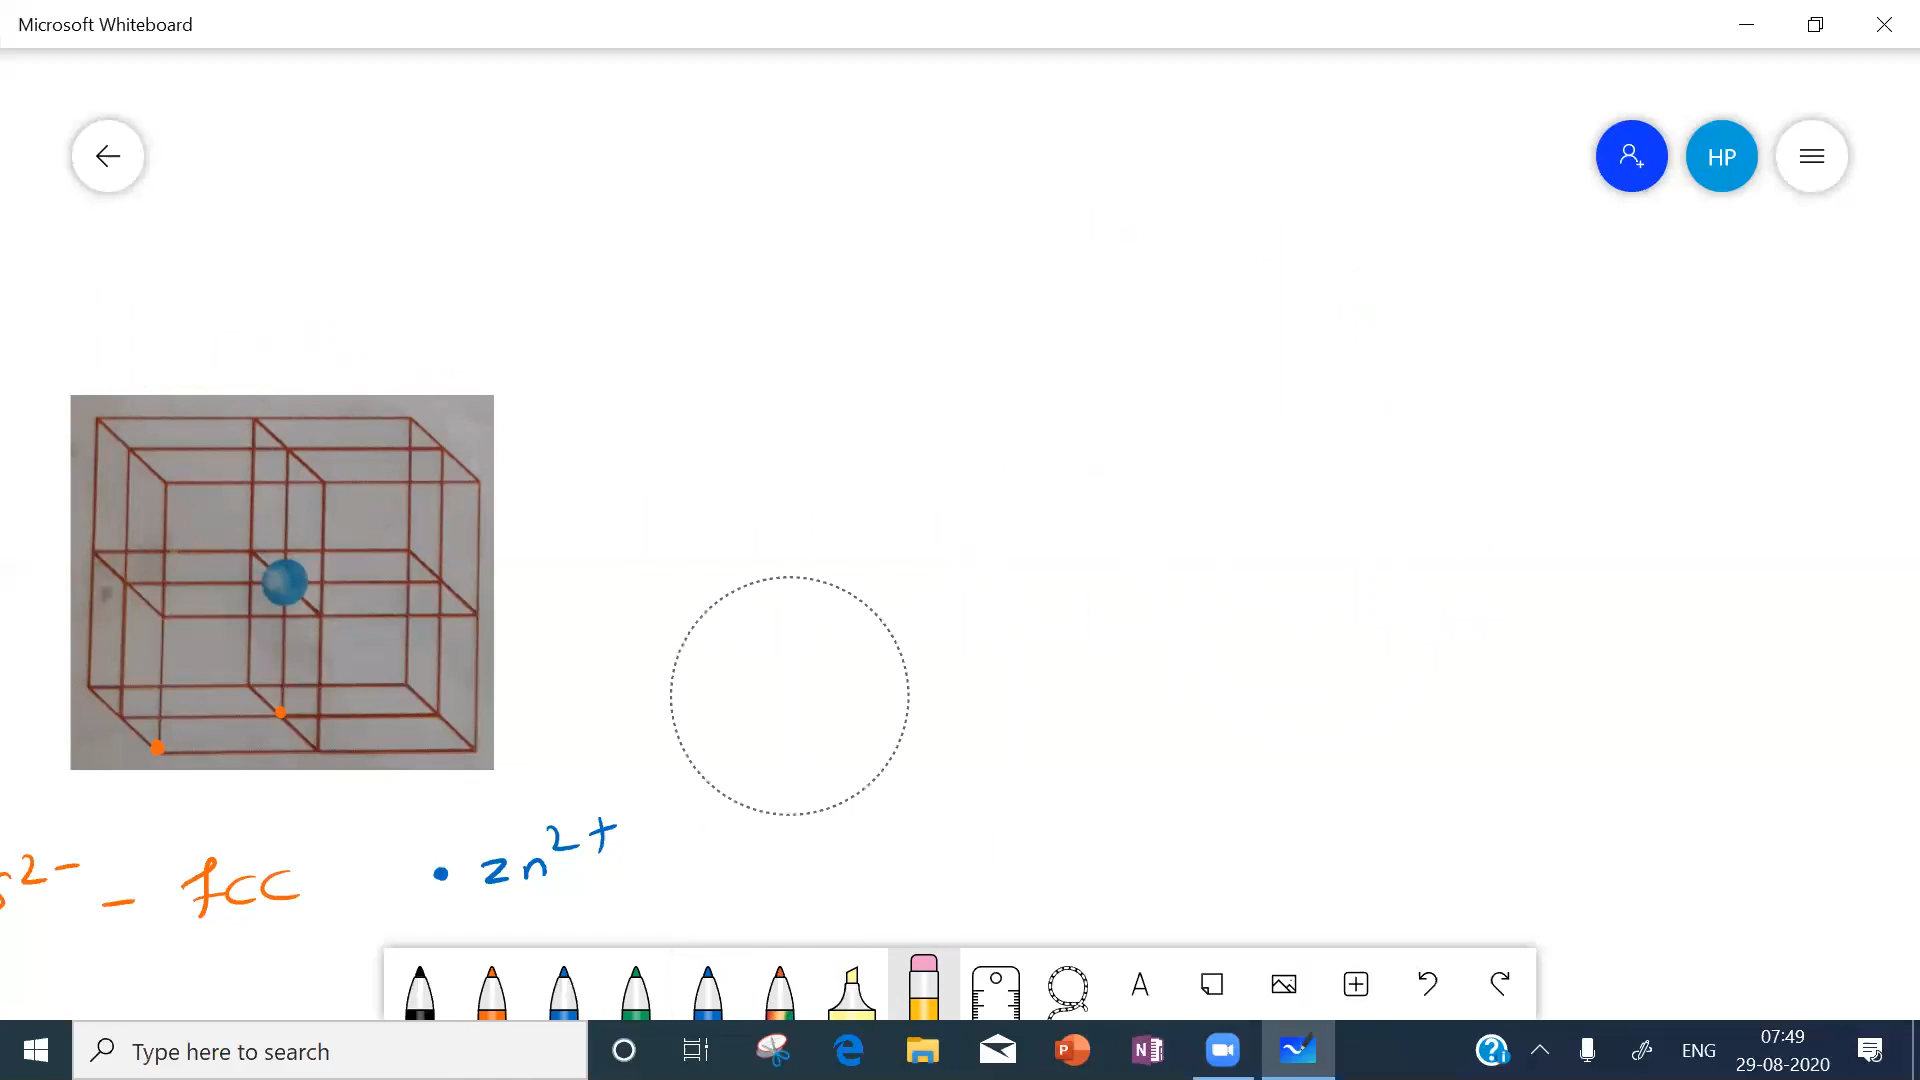 Microsoft Whiteboard
HP
Zn²⁺
s²⁻ - fcc
A
Type here to search
ENG
07:49
29-08-2020